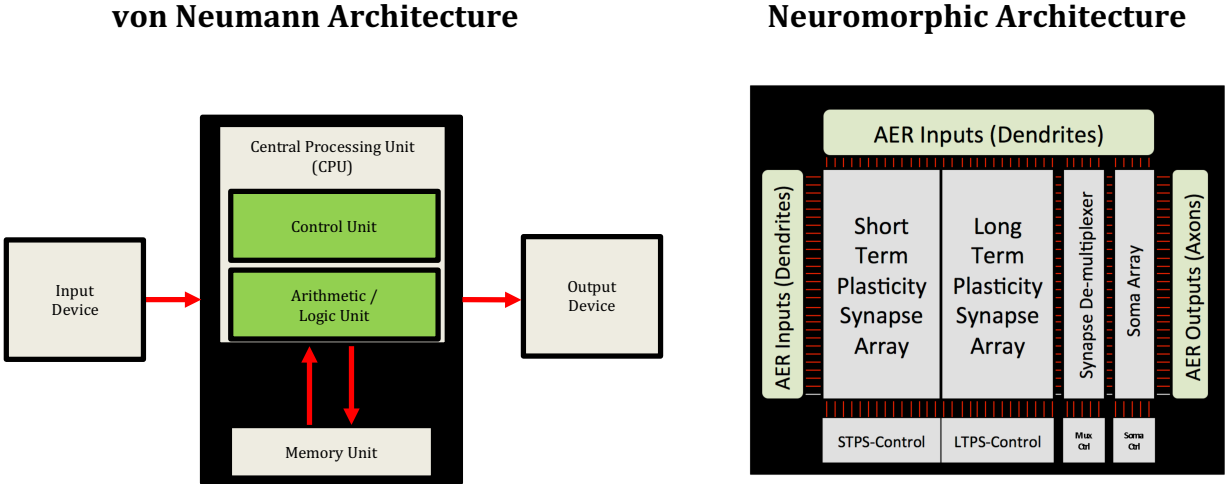 von Neumann Architecture
Central Processing Unit
(CPU)
Control Unit
Arithmetic /
Logic Unit
Input
Device
Output
Device
Memory Unit
Neuromorphic Architecture
AER Inputs (Dendrites)
AER Inputs (Dendrites)
Short
Term
Plasticity
Synapse
Array
Long
Term
Plasticity
Synapse
Array
Synapse De-multiplexer
Soma Array
AER Outputs (Axons)
STPS-Control
LTPS-Control
Mux
Ctrl
Soma
Ctrl